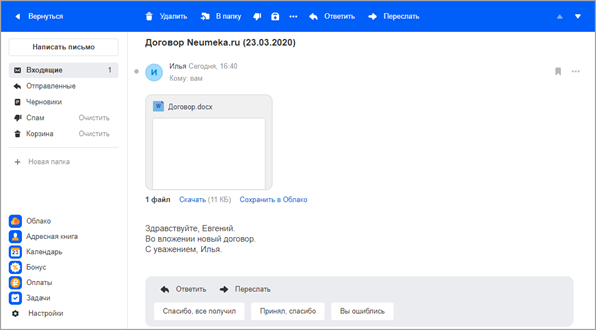 Вернуться
Удалить В папку Ответить Переслать
Написать письмо
Входящие 1
Отправленные
Черновики
Спам Очистить
Корзина Очистить
Новая папка
Облако
Адресная книга
Календарь
Бонус
Оплаты
Задачи
Настройки
Договор Neumeka.ru (23.03.2020)
И
Илья Сегодня, 16:40
Кому: вам
W Договор.docx
1 файл Скачать (11 КБ) Сохранить в Облако
Здравствуйте, Евгений.
Во вложении новый договор.
С уважением, Илья.
Ответить Переслать
Спасибо, все получил Принял, спасибо Вы ошиблись